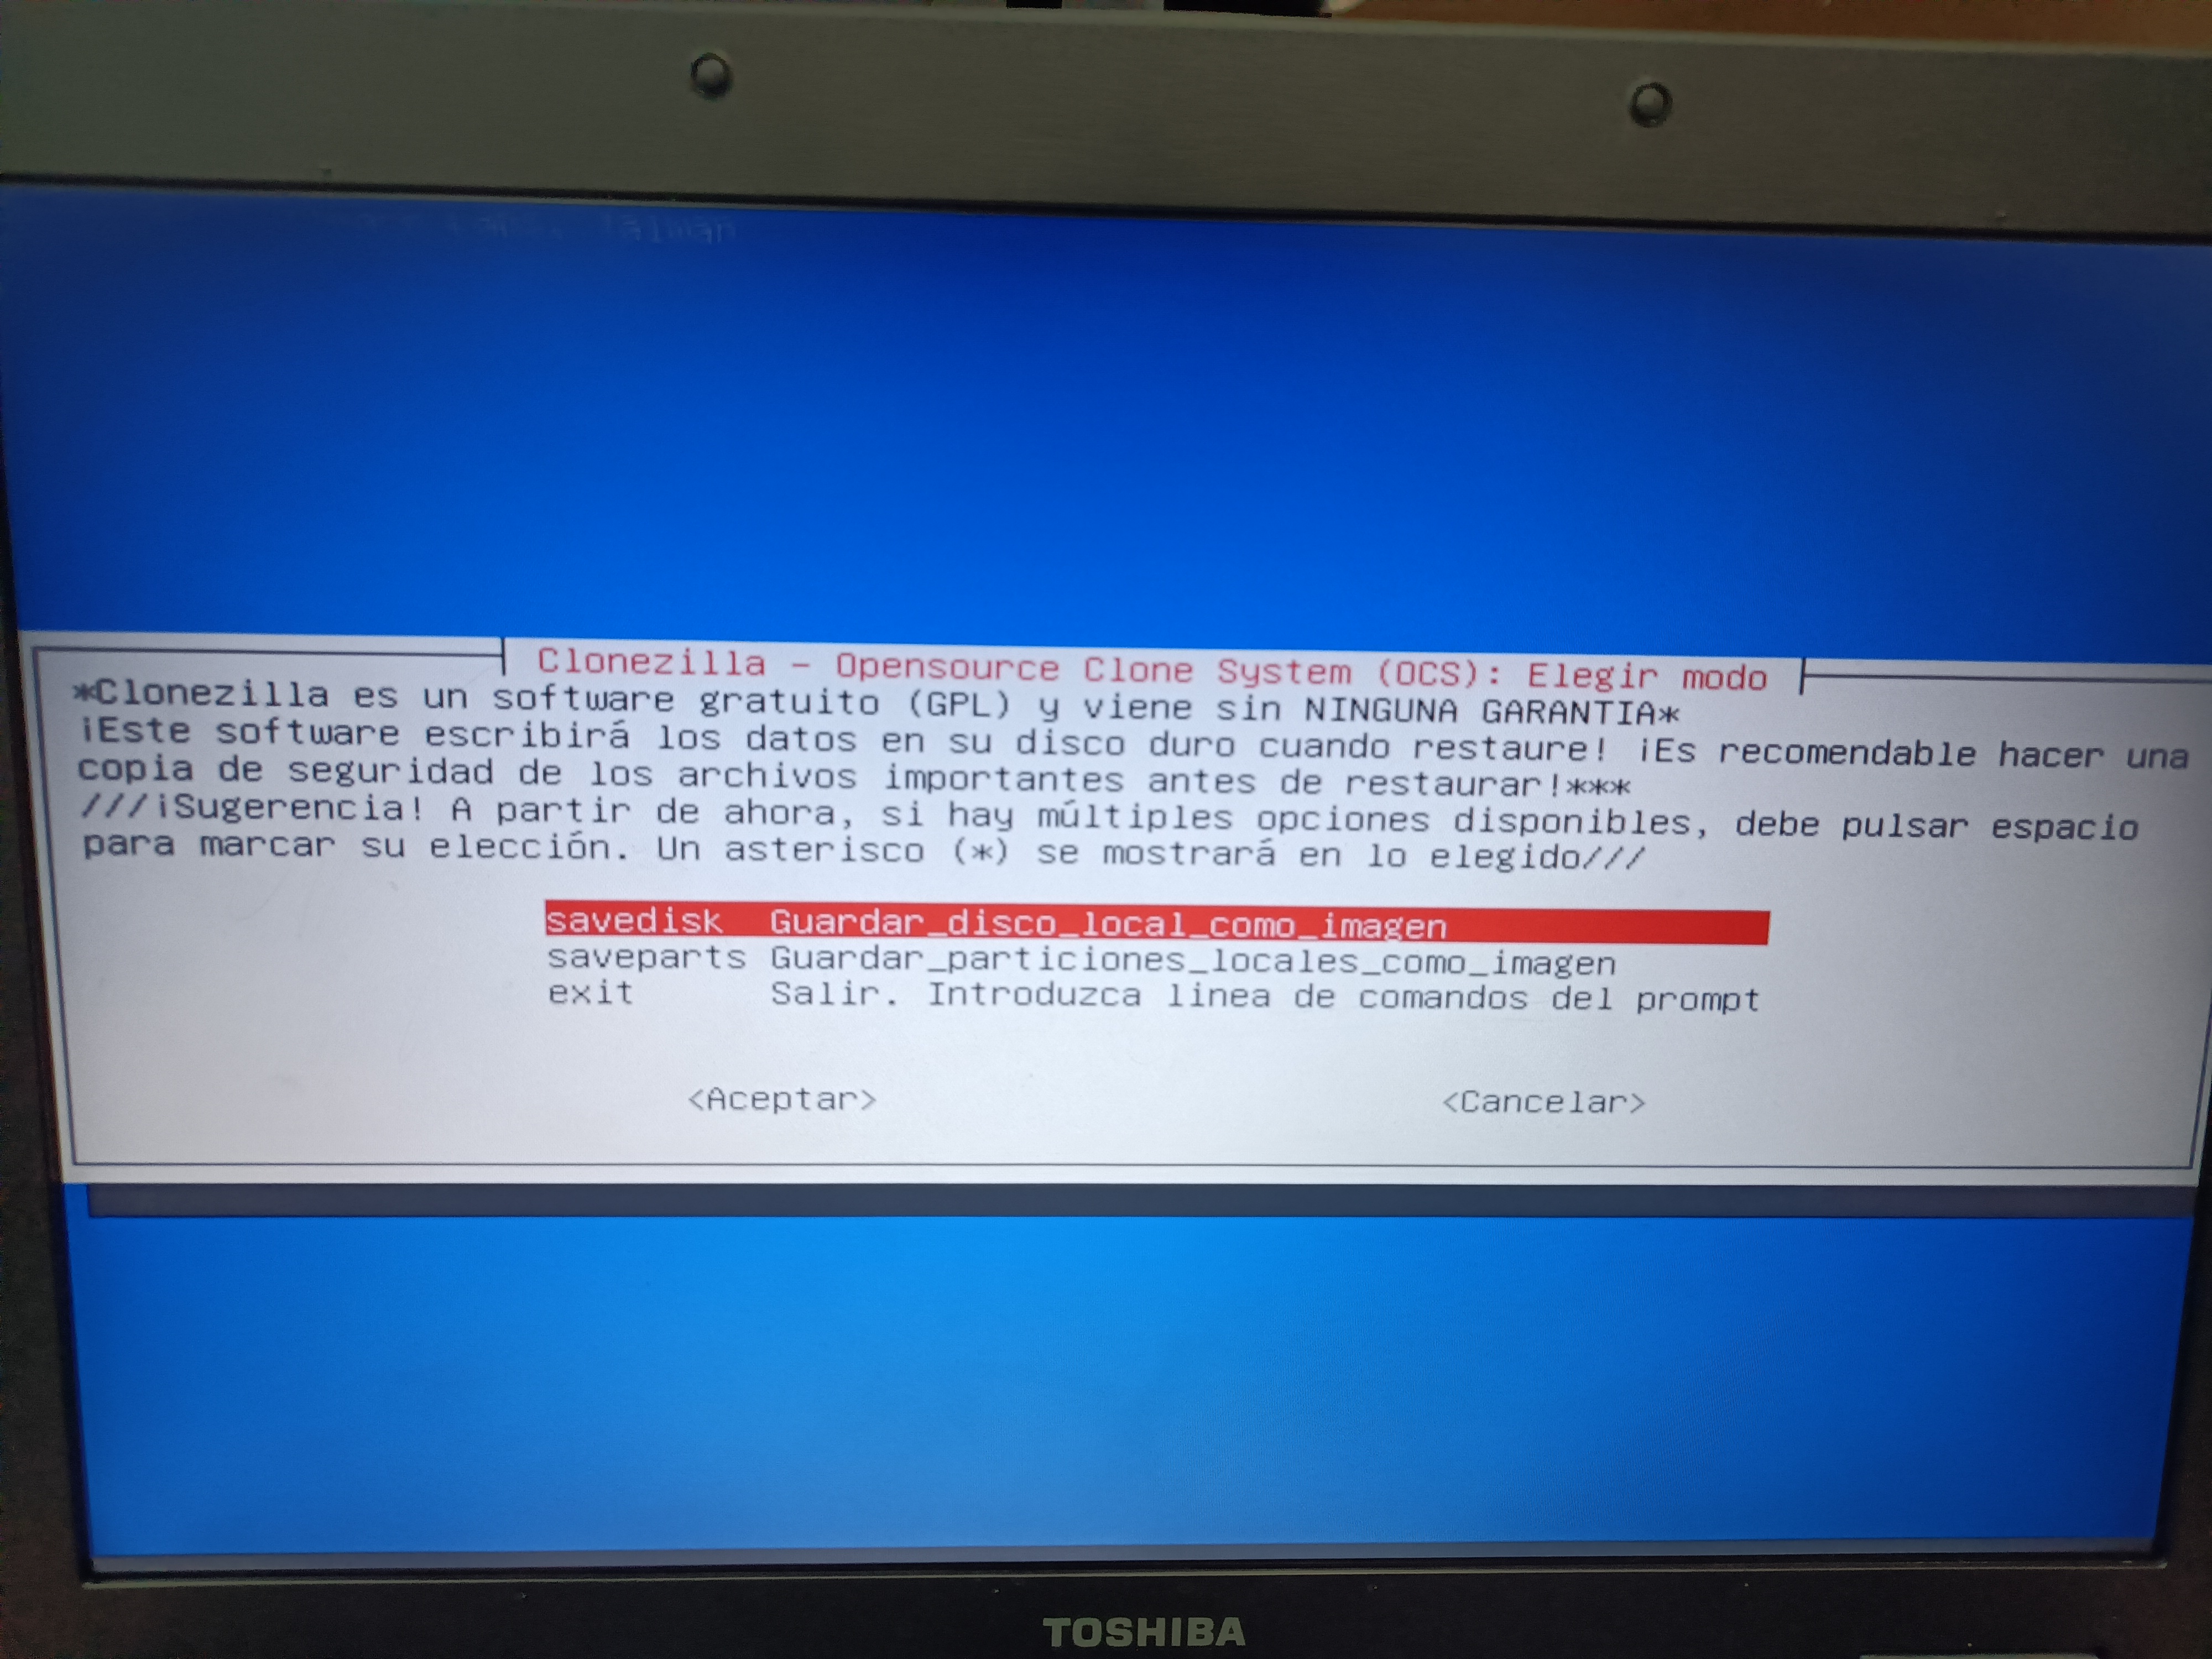 Taiwan
Clonezilla - Opensource Clone System (OCS): Elegir modo
*Clonezilla es un software gratuito (GPL) y viene sin NINGUNA GARANTIA*
¡Este software escribirá los datos en su disco duro cuando restaure! ¡Es recomendable hacer una
copia de seguridad de los archivos importantes antes de restaurar!***
///¡Sugerencia! A partir de ahora, si hay múltiples opciones disponibles, debe pulsar espacio
para marcar su elección. Un asterisco (*) se mostrará en lo elegido///
savedisk Guardar_disco_local_como_imagen
saveparts Guardar_particiones_locales_como_imagen
exit Salir. Introduzca linea de comandos del prompt
<Aceptar> <Cancelar>
TOSHIBA